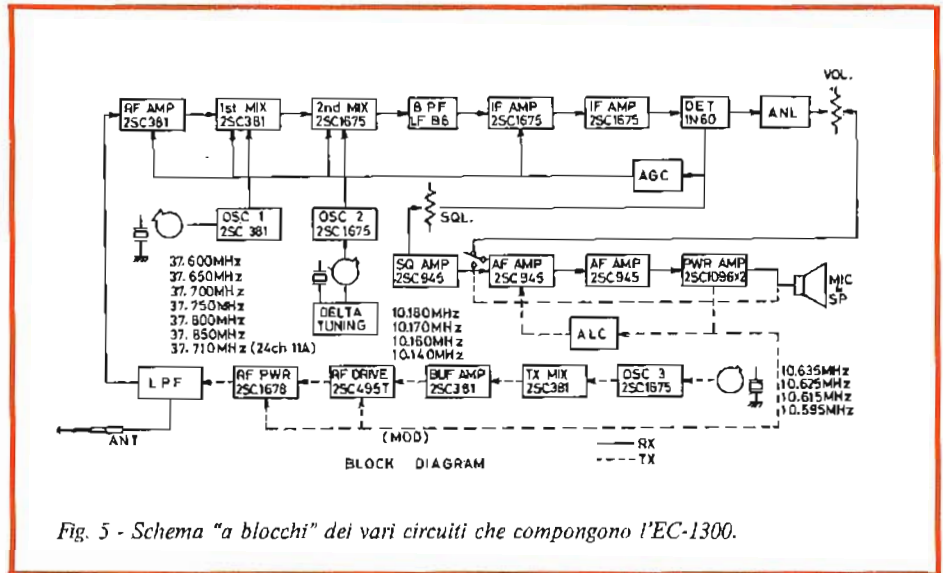 VOL.
RF AMP
2SC381
1st MIX
2SC381
2nd MIX
2SC1675
B P F
LF B6
IF AMP
2SC1675
IF AMP
2SC1675
DET
1N60
ANL
AGC
OSC 1
2SC 381
OSC 2
2SC1675
SQL.
37.600MHz
37.650MHz
37.700MHz
37.750MHz
37.800MHz
37.850MHz
37.710MHz (24ch 11A)
DELTA
TUNING
SQ AMP
2SC945
AF AMP
2SC945
AF AMP
2SC945
PWR AMP
2SC1096×2
MIC
&
SP
10.180MHz
10.170MHz
10.160MHz
10.140MHz
ALC
LPF
RF PWR
2SC1678
RF DRIVE
2SC495T
BUF AMP
2SC381
TX MIX
2SC381
OSC 3
2SC1675
10.635MHz
10.625MHz
10.615MHz
10.595MHz
ANT
(MOD)
RX
TX
BLOCK DIAGRAM
Fig. 5 - Schema "a blocchi" dei vari circuiti che compongono l'EC-1300.